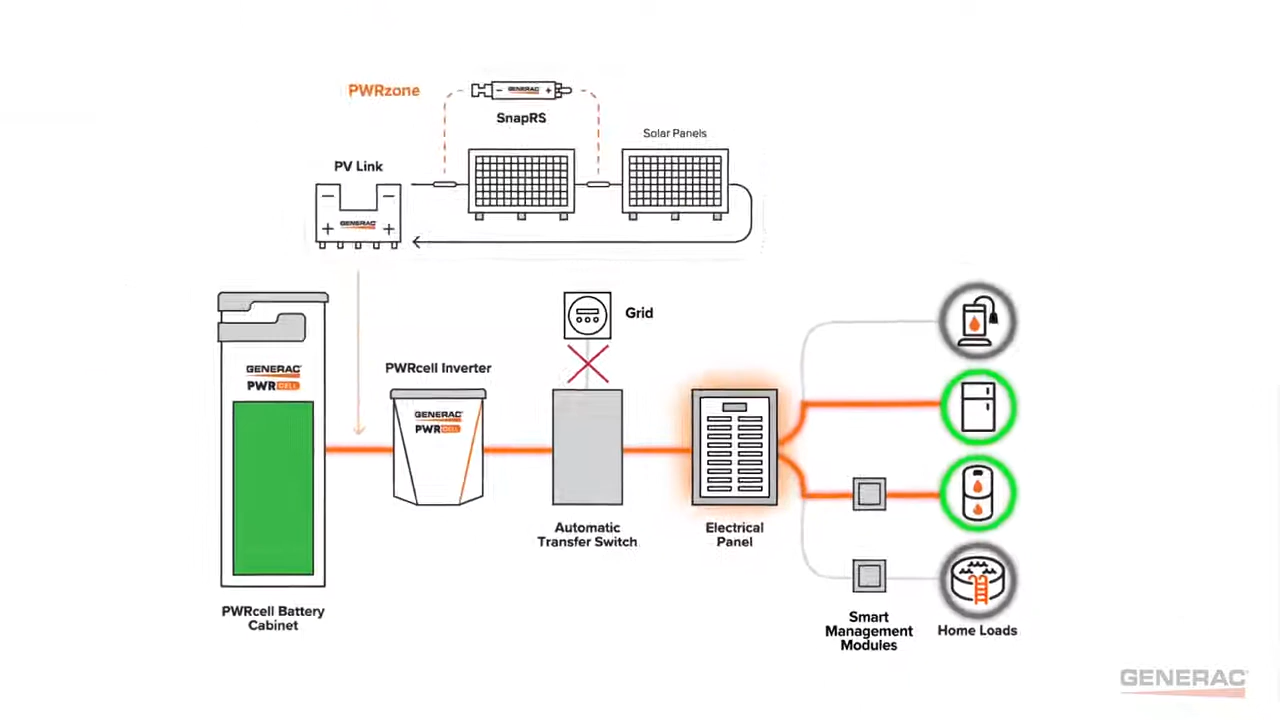 PWRzone
GENERAC
SnapRS
Solar Panels
PV Link
GENERAC
Grid
GENERAC
PWRCELL
PWRcell Inverter
GENERAC
PWRCELL
Automatic
Transfer Switch
Electrical
Panel
PWRcell Battery
Cabinet
Smart
Management
Modules
Home Loads
GENERAC